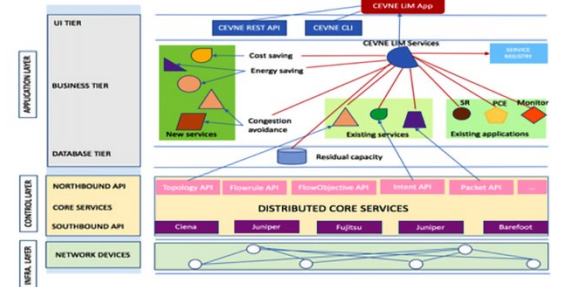 CEVNE LIM App
UI TIER
CEVNE REST API
CEVNE CLI
CEVNE LIM Services
SERVICE
REGISTRY
Cost saving
Energy saving
APPLICATION LAYER
BUSINESS TIER
SR
PCE
Monitor
Congestion
avoidance
New services
Existing services
Existing applications
DATABASE TIER
Residual capacity
NORTHBOUND API
Topology API
Flowrule API
FlowObjective API
Intent API
Packet API
...
CONTROL LAYER
CORE SERVICES
DISTRIBUTED CORE SERVICES
SOUTHBOUND API
Ciena
Juniper
Fujitsu
Juniper
Barefoot
INFRA. LAYER
NETWORK DEVICES